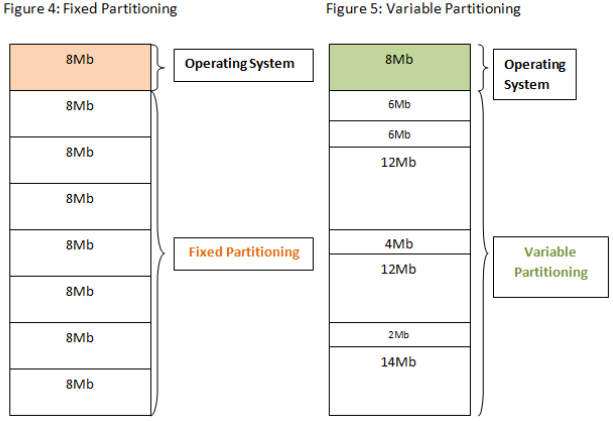 Figure 4: Fixed Partitioning
8Mb
Operating System
8Mb
8Mb
8Mb
8Mb
Fixed Partitioning
8Mb
8Mb
8Mb
Figure 5: Variable Partitioning
8Mb
Operating
System
6Mb
6Mb
12Mb
4Mb
12Mb
Variable
Partitioning
2Mb
14Mb